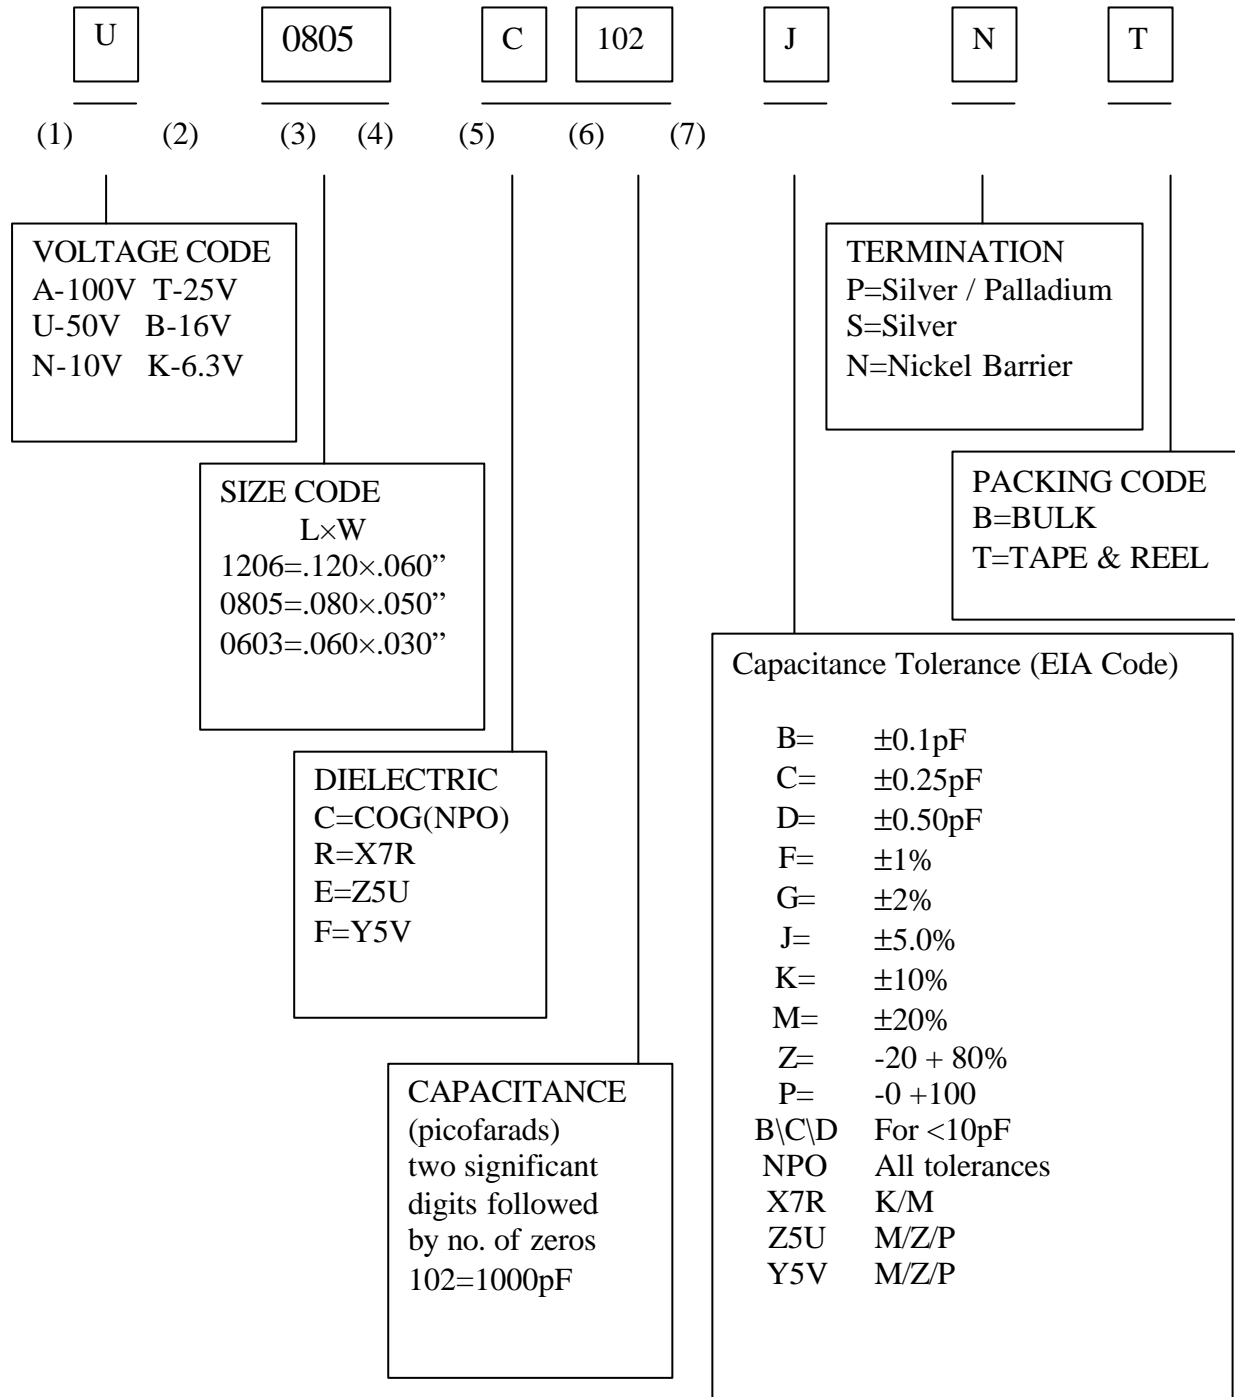 U 0805 C 102 J N T
(1) (2) (3) (4) (5) (6) (7)
VOLTAGE CODE
A-100V T-25V
U-50V B-16V
N-10V K-6.3V
TERMINATION
P=Silver / Palladium
S=Silver
N=Nickel Barrier
SIZE CODE
L×W
1206=.120×.060”
0805=.080×.050”
0603=.060×.030”
PACKING CODE
B=BULK
T=TAPE & REEL
DIELECTRIC
C=COG(NPO)
R=X7R
E=Z5U
F=Y5V
Capacitance Tolerance (EIA Code)
B= ±0.1pF
C= ±0.25pF
D= ±0.50pF
F= ±1%
G= ±2%
J= ±5.0%
K= ±10%
M= ±20%
Z= -20 + 80%
P= -0 +100
B\C\D For <10pF
NPO All tolerances
X7R K/M
Z5U M/Z/P
Y5V M/Z/P
CAPACITANCE
(picofarads)
two significant
digits followed
by no. of zeros
102=1000pF